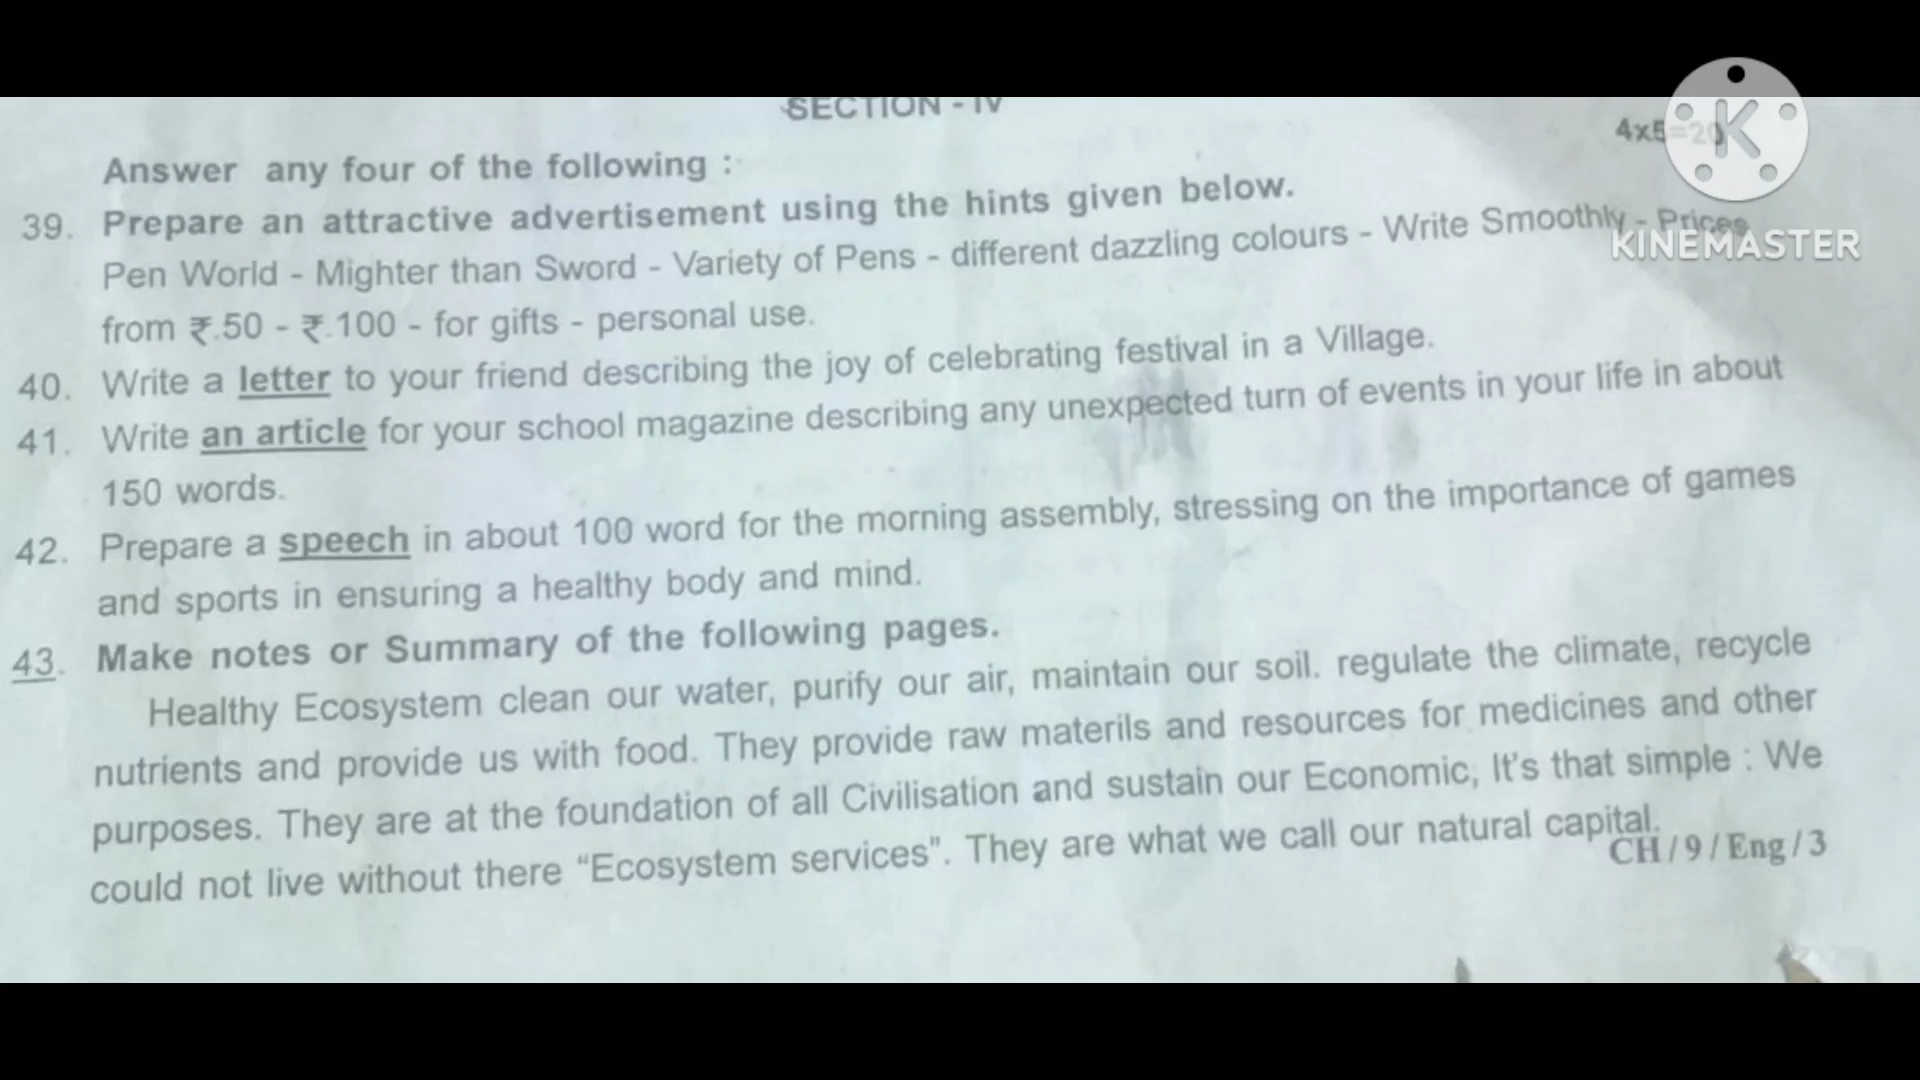 SECTION - IV
4x5=20
Answer any four of the following :
39. Prepare an attractive advertisement using the hints given below.
Pen World - Mighter than Sword - Variety of Pens - different dazzling colours - Write Smoothly - Prices
from ₹.50 - ₹.100 - for gifts - personal use.
40. Write a letter to your friend describing the joy of celebrating festival in a Village.
41. Write an article for your school magazine describing any unexpected turn of events in your life in about
150 words.
42. Prepare a speech in about 100 word for the morning assembly, stressing on the importance of games
and sports in ensuring a healthy body and mind.
43. Make notes or Summary of the following pages.
Healthy Ecosystem clean our water, purify our air, maintain our soil. regulate the climate, recycle
nutrients and provide us with food. They provide raw materils and resources for medicines and other
purposes. They are at the foundation of all Civilisation and sustain our Economic, It's that simple : We
could not live without there “Ecosystem services”. They are what we call our natural capital.
CH / 9 / Eng / 3
K
KINEMASTER